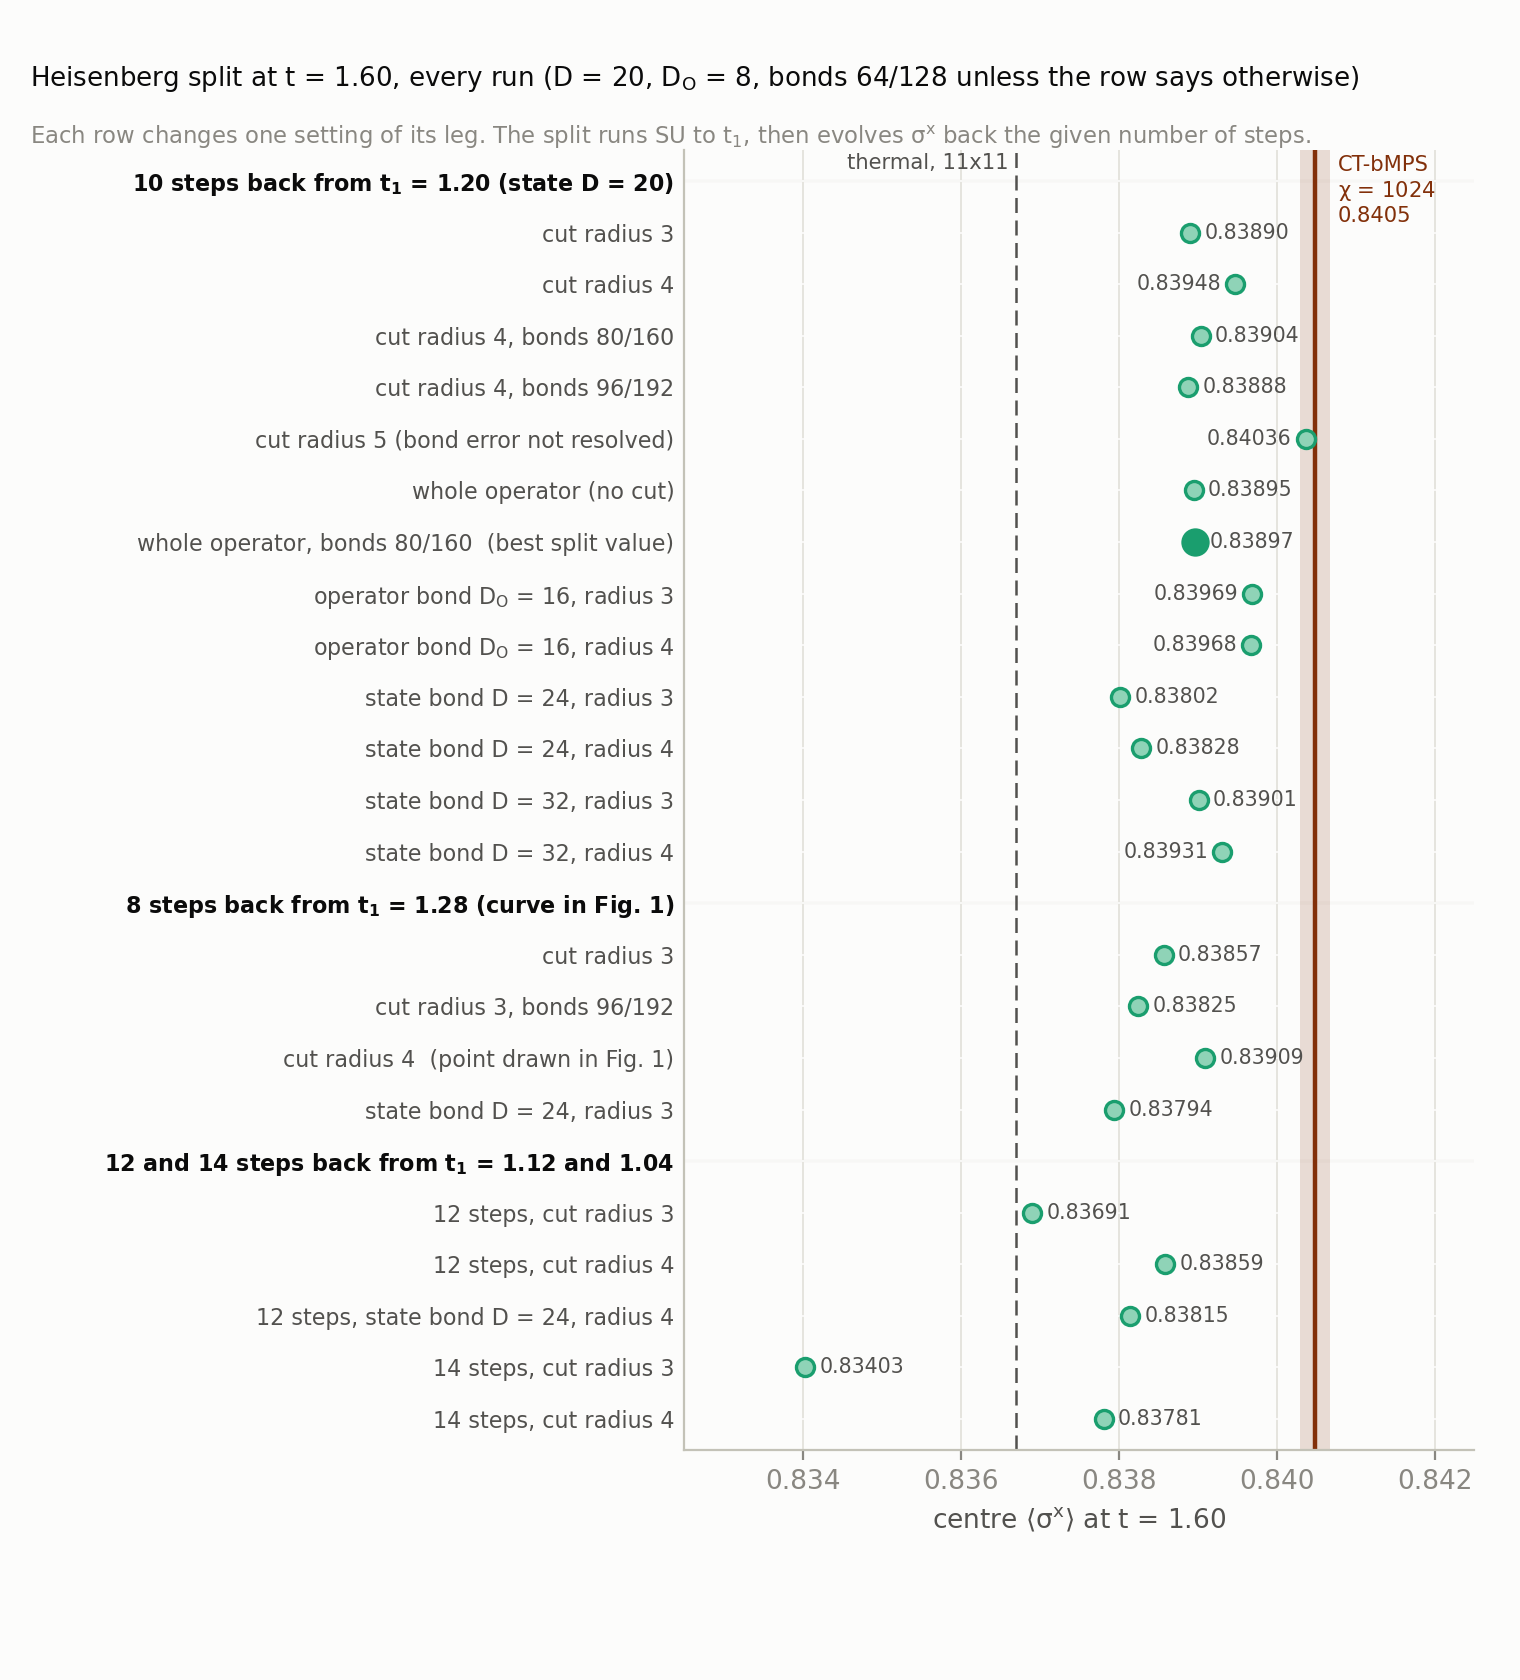 Heisenberg split at t = 1.60, every run (D = 20, D_O = 8, bonds 64/128 unless the row says otherwise)
Each row changes one setting of its leg. The split runs SU to t₁, then evolves σˣ back the given number of steps.
thermal, 11x11
CT-bMPS
χ = 1024
0.8405
10 steps back from t₁ = 1.20 (state D = 20)
cut radius 3 0.83890
cut radius 4 0.83948
cut radius 4, bonds 80/160 0.83904
cut radius 4, bonds 96/192 0.83888
cut radius 5 (bond error not resolved) 0.84036
whole operator (no cut) 0.83895
whole operator, bonds 80/160 (best split value) 0.83897
operator bond D_O = 16, radius 3 0.83969
operator bond D_O = 16, radius 4 0.83968
state bond D = 24, radius 3 0.83802
state bond D = 24, radius 4 0.83828
state bond D = 32, radius 3 0.83901
state bond D = 32, radius 4 0.83931
8 steps back from t₁ = 1.28 (curve in Fig. 1)
cut radius 3 0.83857
cut radius 3, bonds 96/192 0.83825
cut radius 4 (point drawn in Fig. 1) 0.83909
state bond D = 24, radius 3 0.83794
12 and 14 steps back from t₁ = 1.12 and 1.04
12 steps, cut radius 3 0.83691
12 steps, cut radius 4 0.83859
12 steps, state bond D = 24, radius 4 0.83815
14 steps, cut radius 3 0.83403
14 steps, cut radius 4 0.83781
0.834 0.836 0.838 0.840 0.842
centre ⟨σˣ⟩ at t = 1.60